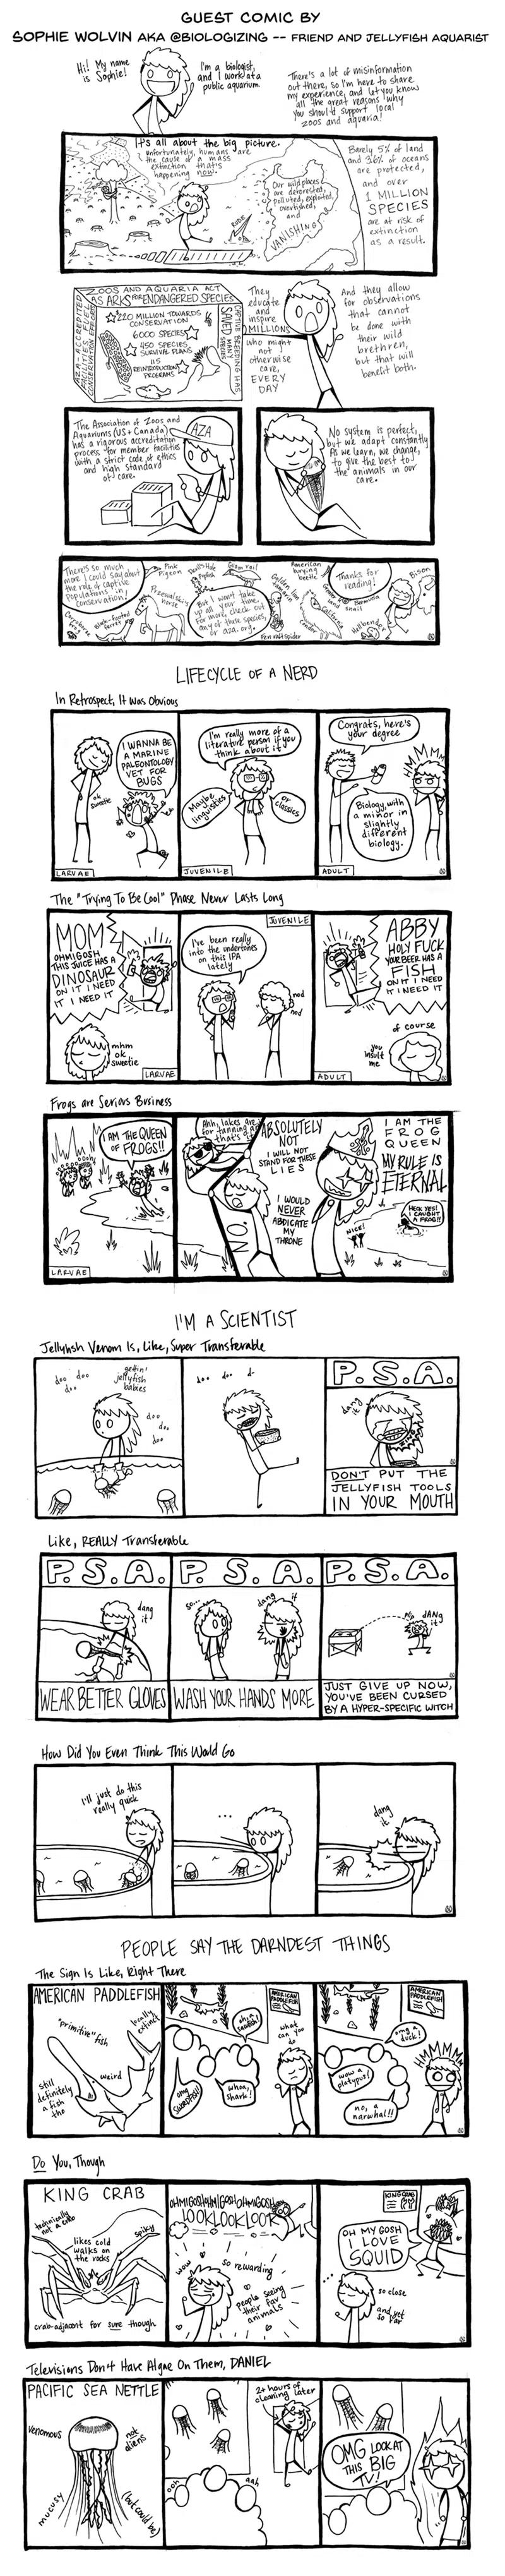 GUEST COMIC BY
SOPHIE WOLVIN AKA @BIOLOGIZING -- FRIEND AND JELLYFISH AQUARIST
Hi! My name
is Sophie!
I'm a biologist,
and I work at a
public aquarium
There's a lot of misinformation
out there, so I'm here to share
my experience, and let you know
all the great reasons why
you should support local
zoos and aquaria!
It's all about the big picture.
Unfortunately, humans are
the cause of a mass
extinction that's
happening now.
Our wild places
are deforested,
polluted, exploited,
overfished,
and
VANISHING
Barely 5% of land
and 3.6% of oceans
are protected,
and over
1 MILLION
SPECIES
are at risk of
extinction
as a result.
ZOOS AND AQUARIA ACT
AS ARKS FOR ENDANGERED SPECIES
220 MILLION TOWARDS
CONSERVATION
6000 SPECIES
450 SPECIES
SURVIVAL PLANS
115
REINTRODUCTION
PROGRAMS
They
educate
and
inspire
MILLIONS
who might
not
otherwise
care,
EVERY
DAY
And they allow
for observations
that cannot
be done with
their wild
brethren,
but that will
benefit both.
The Association of Zoos and
Aquariums (US + Canada)
has a rigorous accreditation
process for member facilities
with a strict code of ethics
and high standard
of care.
AZA
No system is perfect,
but we adapt constantly
As we learn, we change,
to give the best to
the animals in our
care.
There's so much
more I could say about
the role of captive
populations in
conservation!
Pink
Pigeon
Devil's Hole
Pupfish
Guam rail
American
burying
beetle
Thanks for
reading!
Bison
Black-footed
ferret
Przewalski's
horse
But I won't take
up all your time.
For more, check out
any of these species
or aza.org.
Fen raft spider
California
Condor
Bermuda
snail
Hellbender
LIFECYCLE OF A NERD
In Retrospect, It Was Obvious
ok
sweetie
I WANNA BE
A MARINE
PALEONTOLOGY
VET FOR
BUGS
LARVAE
I'm really more of a
literature person if you
think about it
Maybe
linguistics
or
classics
JUVENILE
Congrats, here's
your degree
Biology, with
a minor in
slightly
different
biology.
ADULT
The "Trying To Be Cool" Phase Never Lasts Long
MOM
OHMIGOSH
THIS JUICE HAS A
DINOSAUR
ON IT I NEED
IT I NEED IT
mhm
ok
sweetie
LARVAE
JUVENILE
I've been really
into the undertones
on this IPA
lately
nod
nod
ABBY
HOLY FUCK
YOUR BEER HAS A
FISH
ON IT I NEED
IT I NEED IT
of course
you
insult
me
ADULT
Frogs are Serious Business
I AM THE QUEEN
OF FROGS!!
LARVAE
Ahh, lakes are
for tanning and
NO.
ABSOLUTELY
NOT
I WILL NOT
STAND FOR THESE
LIES
I WOULD
NEVER
ABDICATE
MY
THRONE
I AM THE
FROG
QUEEN
MY RULE IS
ETERNAL
NICE!
HECK YES!
I CAUGHT
A FROG!!
I'M A SCIENTIST
Jellyfish Venom Is, Like, Super Transferable
doo doo
doo
gettin'
jellyfish
babies
doo
doo
doo
doo doo d-
P.S.A.
dang
it
DON'T PUT THE
JELLYFISH TOOLS
IN YOUR MOUTH
Like, REALLY Transferable
P.S.A.
dang
it
WEAR BETTER GLOVES
P.S.A.
so...
dang it
WASH YOUR HANDS MORE
P.S.A.
dANg
it
JUST GIVE UP NOW,
YOU'VE BEEN CURSED
BY A HYPER-SPECIFIC WITCH
How Did You Even Think This Would Go
I'll just do this
really quick
...
dang
it
PEOPLE SAY THE DARNDEST THINGS
The Sign Is Like, Right There
AMERICAN PADDLEFISH
"primitive" fish
locally
extinct
weird
still
definitely
a fish
tho
AMERICAN
PADDLEFISH
what
can you
do
omg
SWORDFISH!
whoa,
shark!
AMERICAN
PADDLEFISH
omg a
duck!
wow a
platypus!
no, a
narwhal!!
HMMMMM
Do You, Though
KING CRAB
technically
not a crab
likes cold
walks on
the rocks
spiky
crab-adjacent for sure though
OHMIGOSHOHMIGOSHOHMIGOSH
LOOKLOOKLOOK
wow
so rewarding
people seeing
their fav
animals
KING CRAB
OH MY GOSH
I LOVE
SQUID
...
so close
and yet
so far
Televisions Don't Have Algae On Them, DANIEL
PACIFIC SEA NETTLE
venomous
not
aliens
mucusy
(but could be)
2+ hours of
cleaning later
ooh
aah
OMG LOOK AT
THIS BIG
TV!